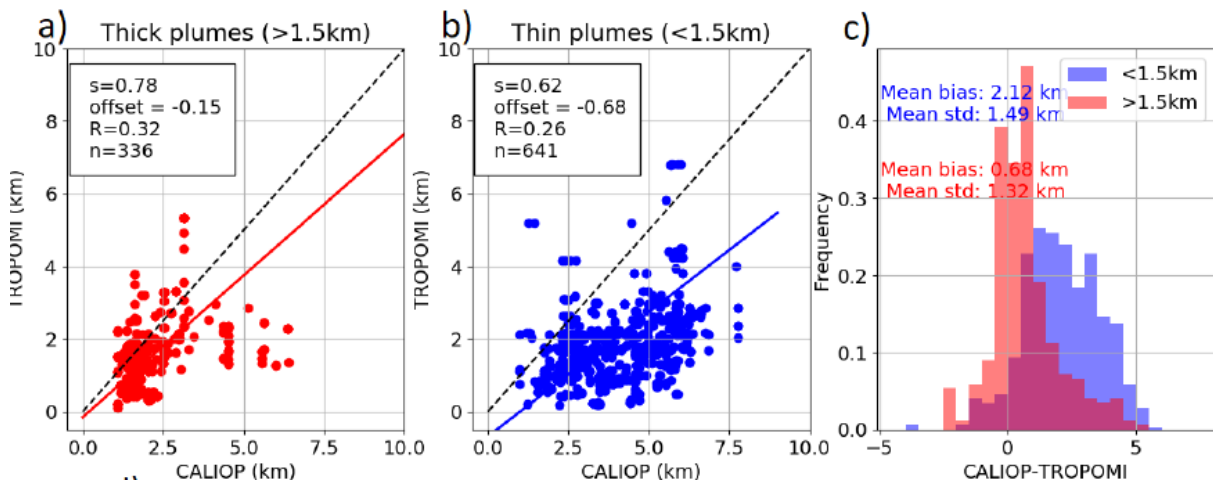 a) Thick plumes (>1.5km)
s=0.78
offset = -0.15
R=0.32
n=336
TROPOMI (km)
10
8
6
4
2
0
0.0 2.5 5.0 7.5 10.0
CALIOP (km)
b) Thin plumes (<1.5km)
s=0.62
offset = -0.68
R=0.26
n=641
TROPOMI (km)
10
8
6
4
2
0
0.0 2.5 5.0 7.5 10.0
CALIOP (km)
c)
<1.5km
>1.5km
Mean bias: 2.12 km
Mean std: 1.49 km
Mean bias: 0.68 km
Mean std: 1.32 km
Frequency
0.4
0.3
0.2
0.1
0.0
−5 0 5
CALIOP-TROPOMI